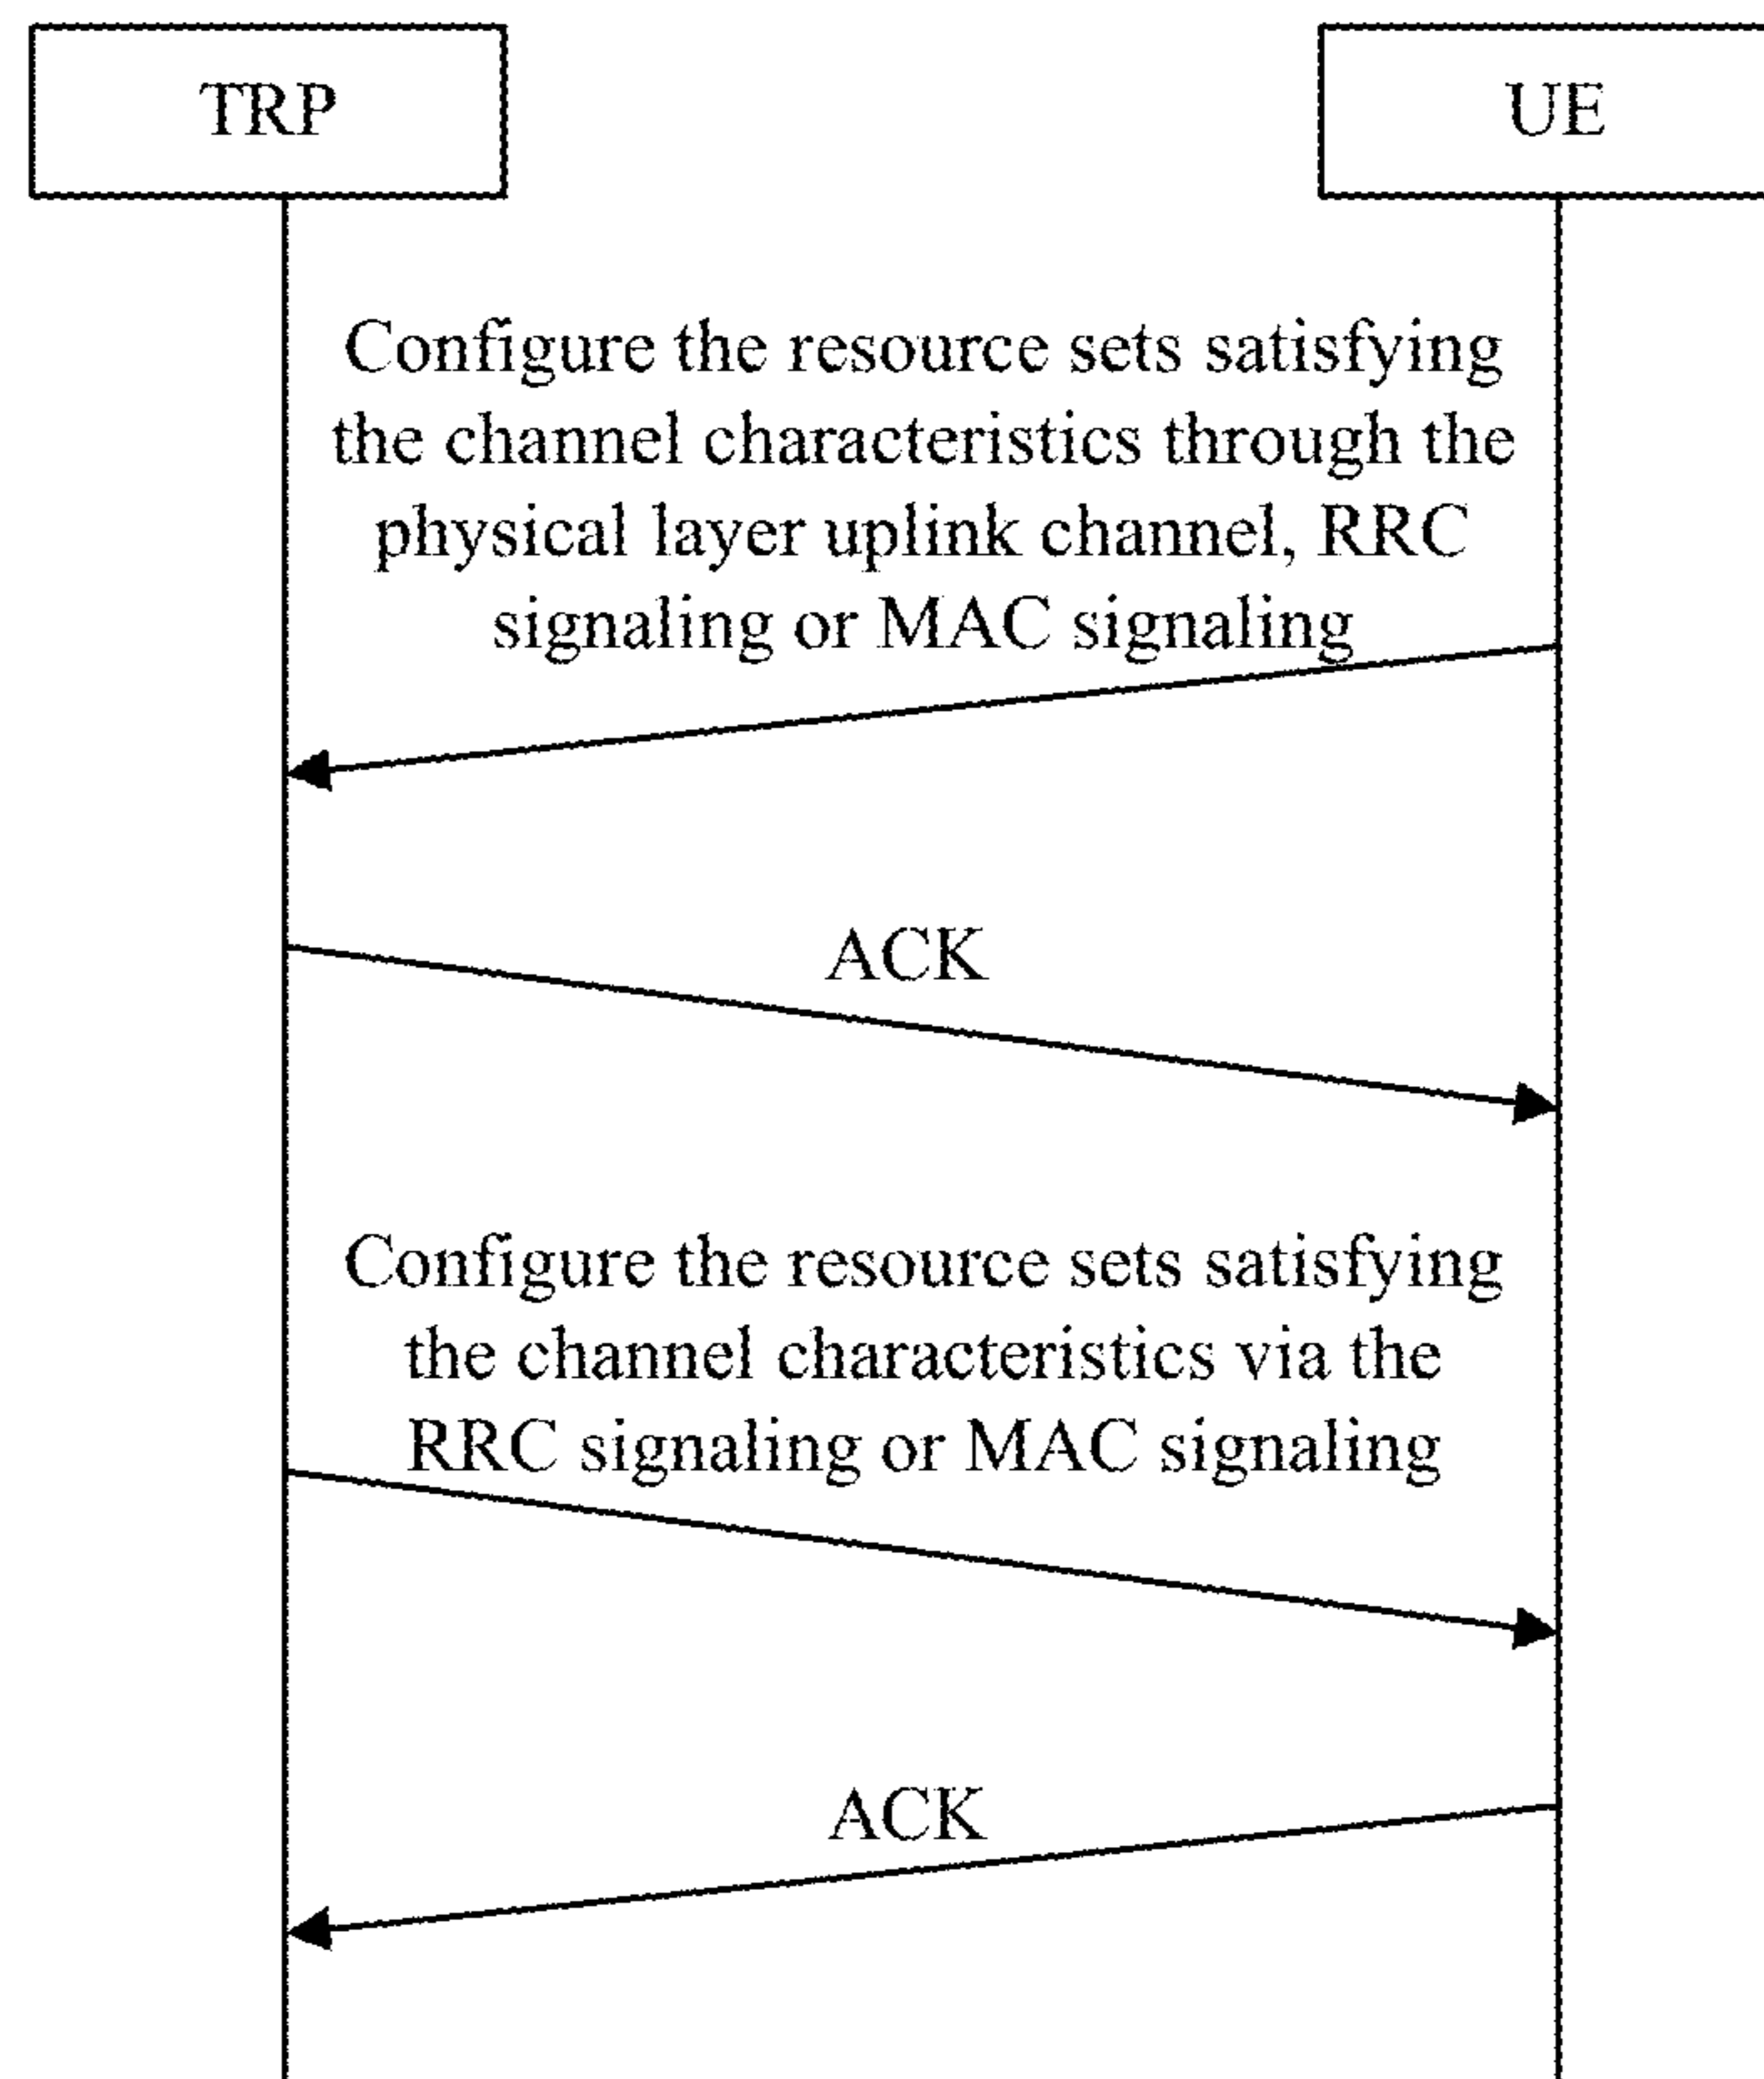 TRP
UE
Configure the resource sets satisfying
the channel characteristics through the
physical layer uplink channel, RRC
signaling or MAC signaling
ACK
Configure the resource sets satisfying
the channel characteristics via the
RRC signaling or MAC signaling
ACK